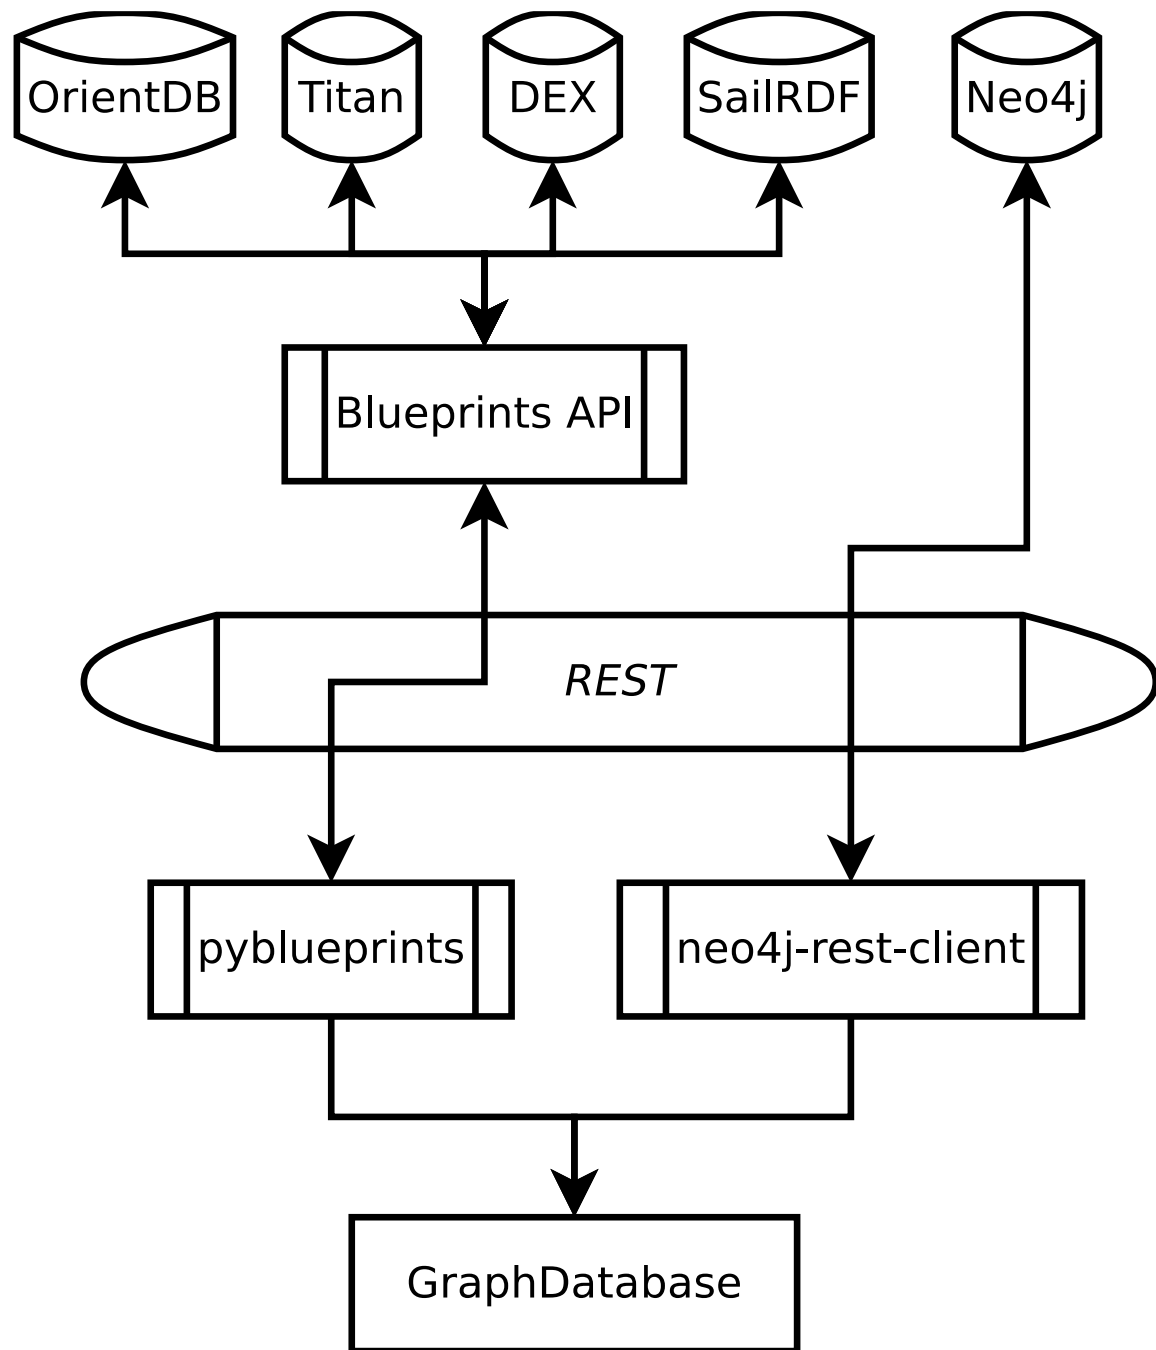 OrientDB
Titan
DEX
SailRDF
Neo4j
Blueprints API
REST
pyblueprints
neo4j-rest-client
GraphDatabase